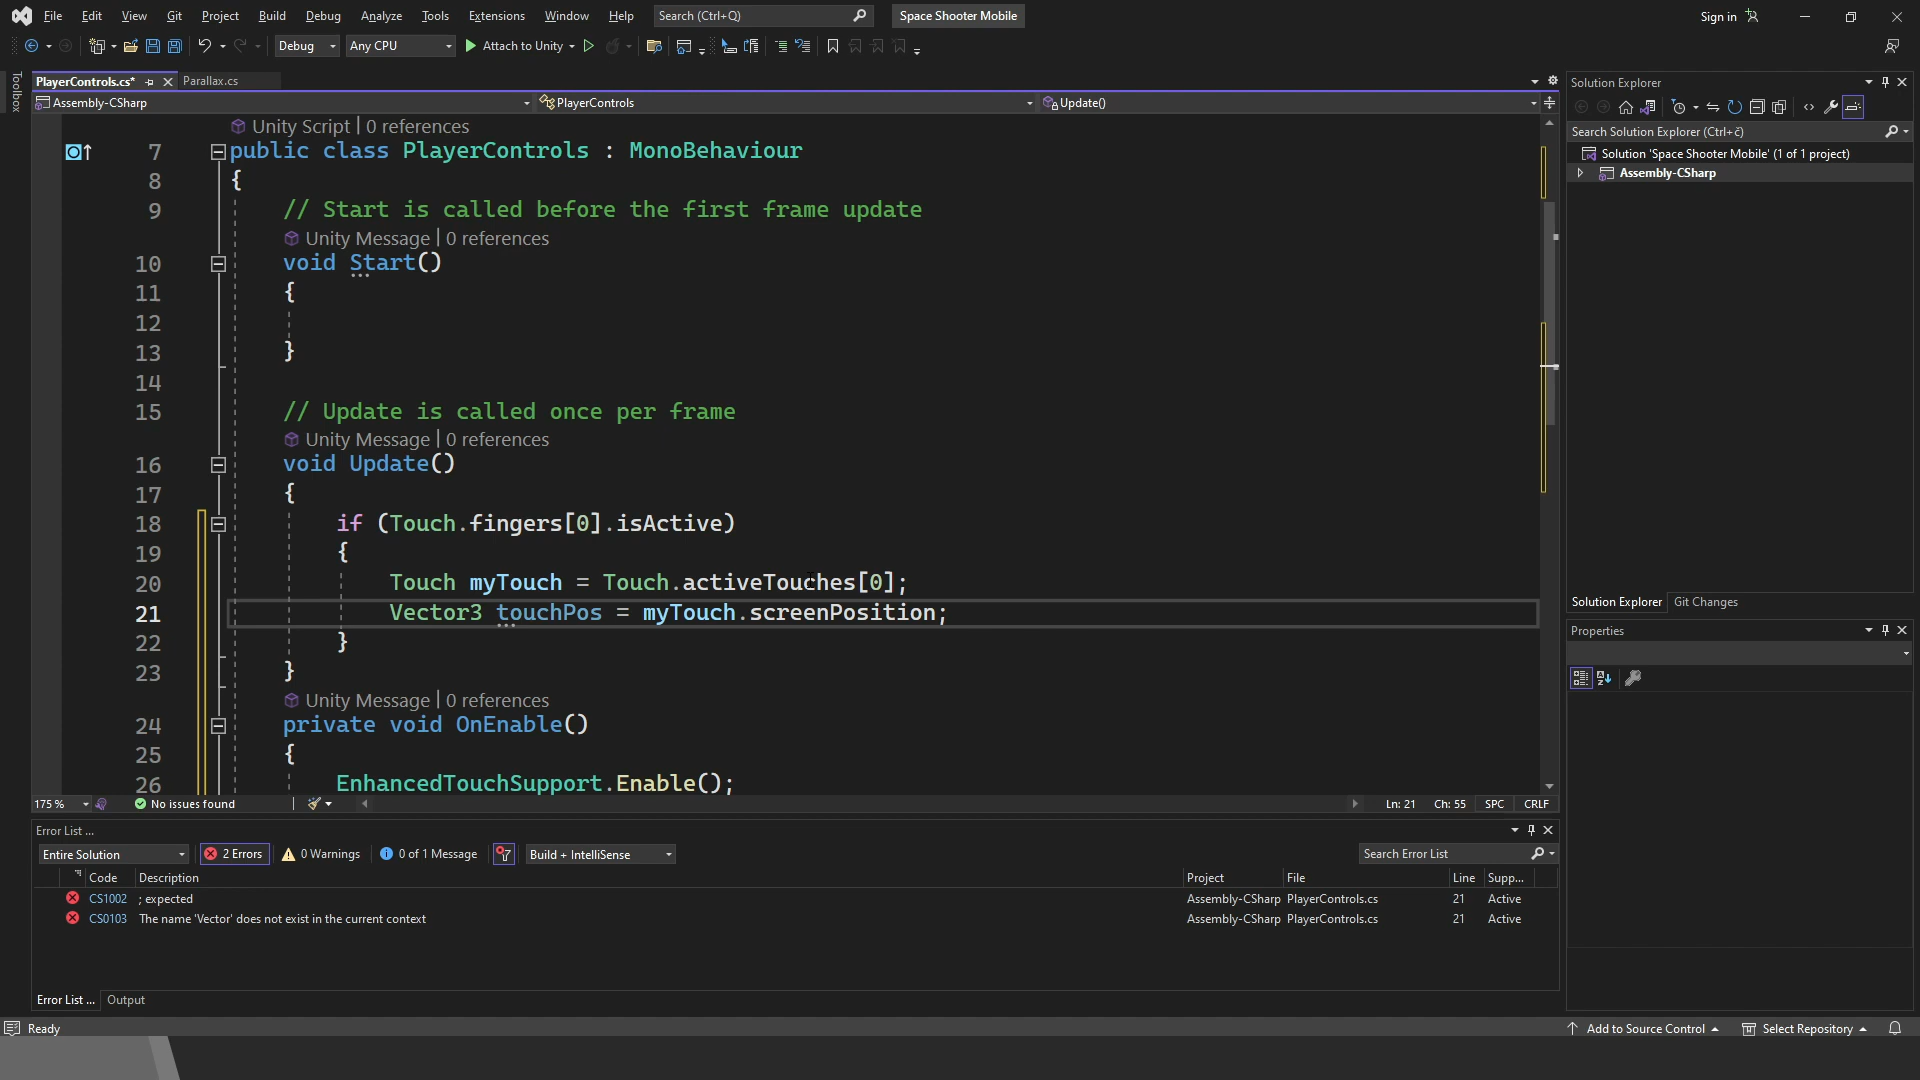 File Edit View Git Project Build Debug Analyze Tools Extensions Window Help Search (Ctrl+Q) Space Shooter Mobile Sign in
Debug Any CPU Attach to Unity
Toolbox
PlayerControls.cs* Parallax.cs
Assembly-CSharp PlayerControls Update()
Unity Script | 0 references
7 public class PlayerControls : MonoBehaviour
8 {
9 // Start is called before the first frame update
Unity Message | 0 references
10 void Start()
11 {
12
13 }
14
15 // Update is called once per frame
Unity Message | 0 references
16 void Update()
17 {
18 if (Touch.fingers[0].isActive)
19 {
20 Touch myTouch = Touch.activeTouches[0];
21 Vector3 touchPos = myTouch.screenPosition;
22 }
23 }
Unity Message | 0 references
24 private void OnEnable()
25 {
26 EnhancedTouchSupport.Enable();
175 % No issues found Ln: 21 Ch: 55 SPC CRLF
Error List ...
Entire Solution 2 Errors 0 Warnings 0 of 1 Message Build + IntelliSense Search Error List
Code Description Project File Line Supp...
CS1002 ; expected Assembly-CSharp PlayerControls.cs 21 Active
CS0103 The name 'Vector' does not exist in the current context Assembly-CSharp PlayerControls.cs 21 Active
Error List ... Output
Solution Explorer
Search Solution Explorer (Ctrl+č)
Solution 'Space Shooter Mobile' (1 of 1 project)
Assembly-CSharp
Solution Explorer Git Changes
Properties
Ready Add to Source Control Select Repository